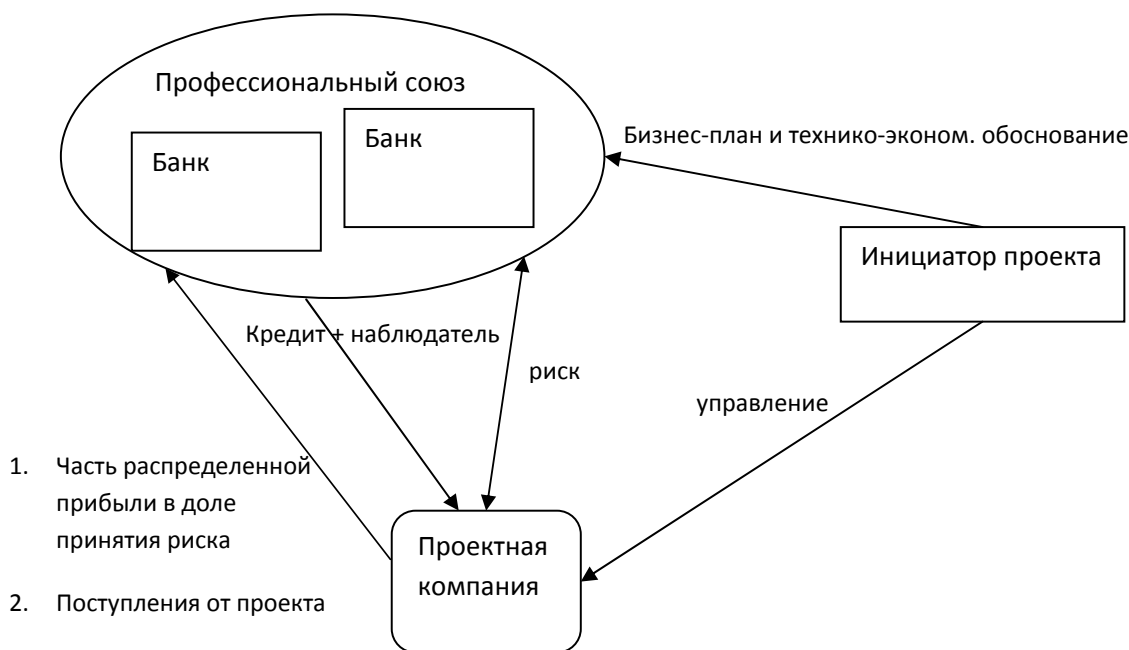 Профессиональный союз
Банк
Банк
Бизнес-план и технико-эконом. обоснование
Инициатор проекта
Кредит + наблюдатель
риск
управление
1. Часть распределенной
прибыли в доле
принятия риска
2. Поступления от проекта
Проектная
компания